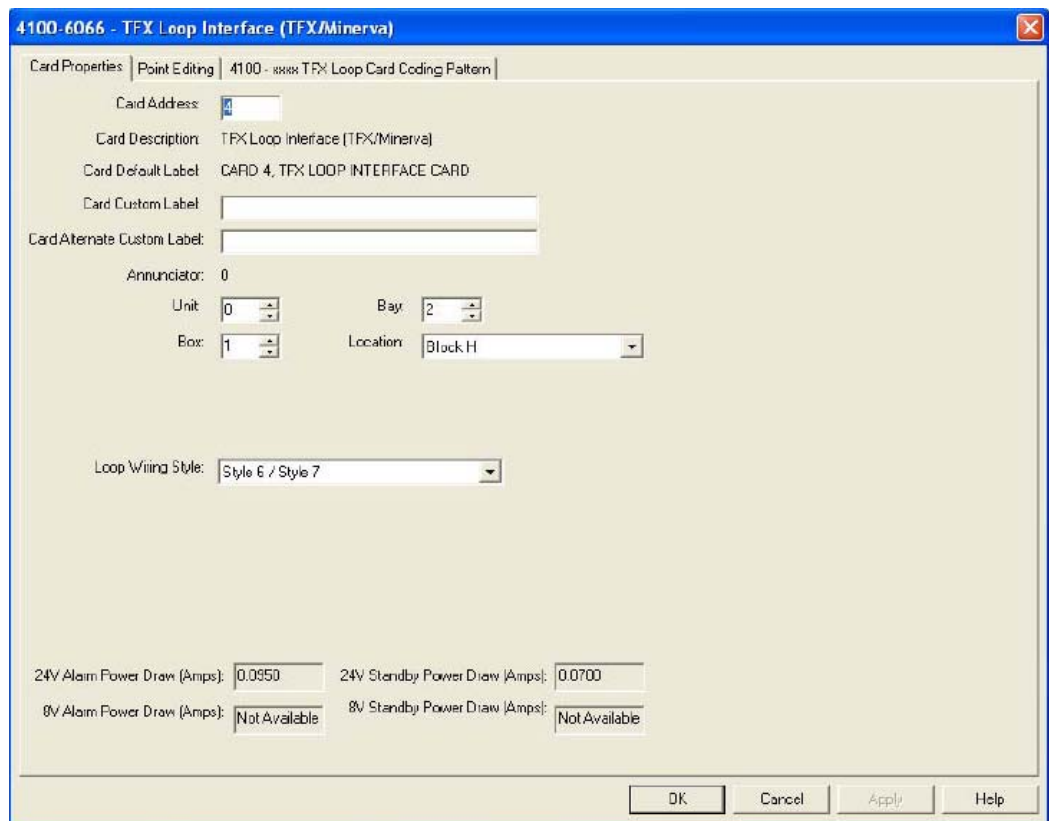 4100-6066 - TFX Loop Interface (TFX/Minerva)
Card Properties Point Editing 4100 - xxxx TFX Loop Card Coding Pattern
Card Address: 4
Card Description: TFX Loop Interface (TFX/Minerva)
Card Default Label: CARD 4, TFX LOOP INTERFACE CARD
Card Custom Label:
Card Alternate Custom Label:
Annunciator: 0
Unit: 0 Bay: 2
Box: 1 Location: Block H
Loop Wiring Style: Style 6 / Style 7
24V Alarm Power Draw (Amps): 0.0950 24V Standby Power Draw (Amps): 0.0700
8V Alarm Power Draw (Amps): Not Available 8V Standby Power Draw (Amps): Not Available
OK Cancel Apply Help